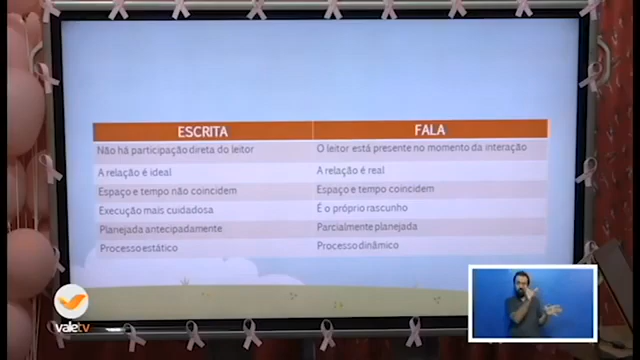 ESCRITA FALA
Não há participação direta do leitor O leitor está presente no momento da interação
A relação é ideal A relação é real
Espaço e tempo não coincidem Espaço e tempo coincidem
Execução mais cuidadosa É o próprio rascunho
Planejada antecipadamente Parcialmente planejada
Processo estático Processo dinâmico
valetv